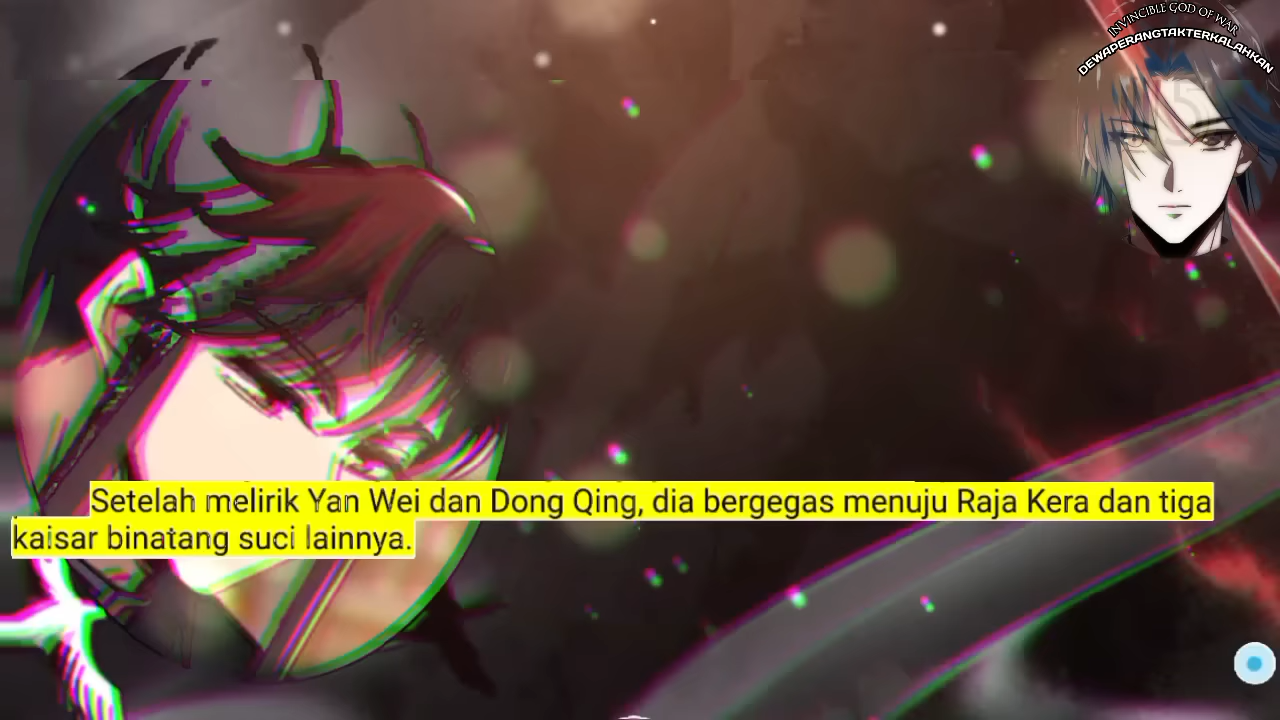 INVINCIBLE GOD OF WAR
DEWAPERANGTAKTERKALAHKAN
Setelah melirik Yan Wei dan Dong Qing, dia bergegas menuju Raja Kera dan tiga
kaisar binatang suci lainnya.